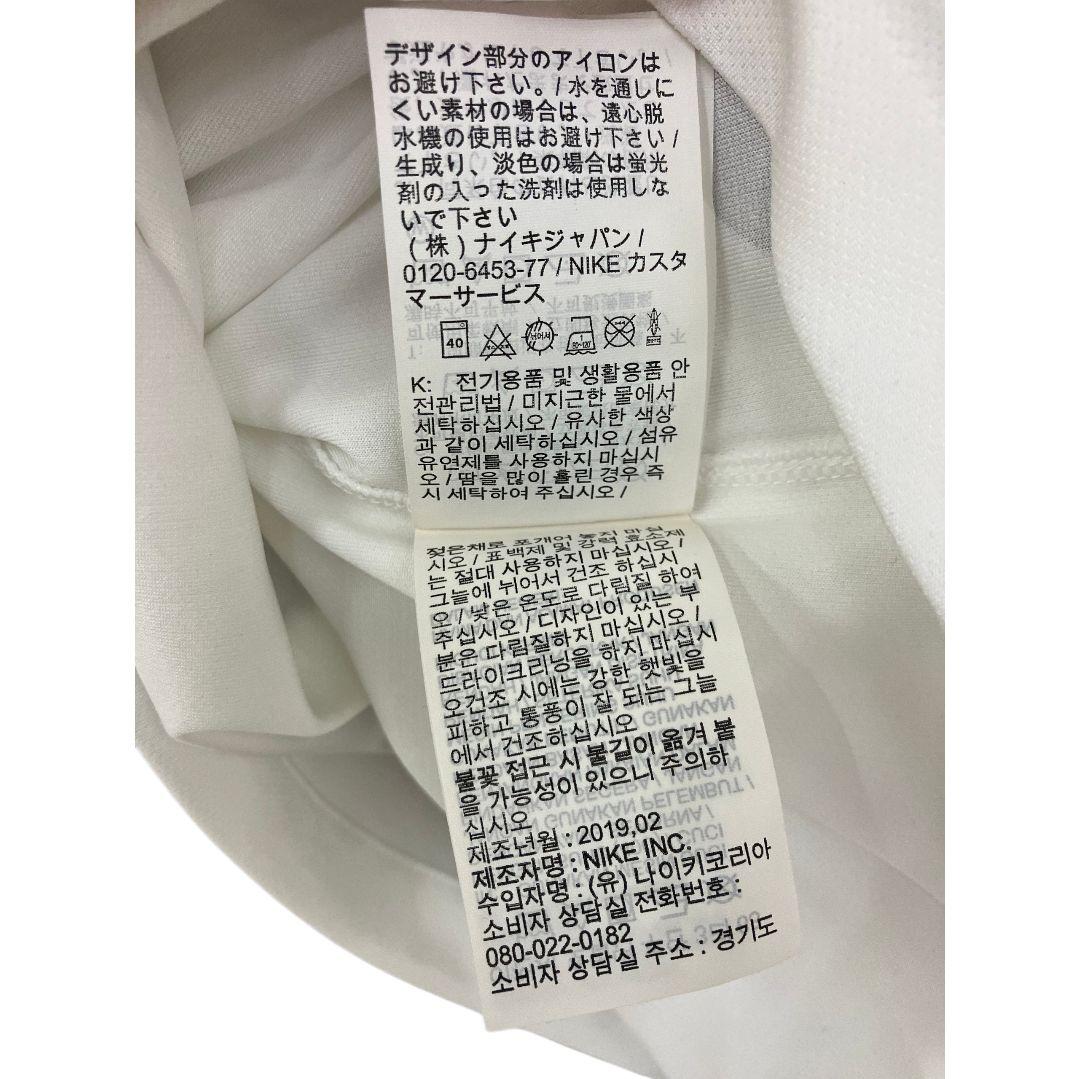 デザイン部分のアイロンは
お避け下さい。/ 水を通しに
くい素材の場合は、遠心脱
水機の使用はお避け下さい /
生成り、淡色の場合は蛍光
剤の入った洗剤は使用しな
いで下さい
(株) ナイキジャパン /
0120-6453-77 / NIKE カスタ
マーサービス
40
K: 전기용품 및 생활용품 안
전관리법 / 미지근한 물에서
세탁하십시오 / 유사한 색상
과 같이 세탁하십시오 / 섬유
유연제를 사용하지 마십시
오 / 땀을 많이 흘린 경우 즉
시 세탁하여 주십시오 /
젖은채로 포개어 놓지 마십
시오 / 표백제 및 강력 효소제
는 절대 사용하지 마십시오 /
그늘에 뉘어서 건조 하십시
오 / 낮은 온도로 다림질 하여
주십시오 / 디자인이 있는 부
분은 다림질하지 마십시오 /
드라이크리닝을 하지 마십시
오건조 시에는 강한 햇빛을
피하고 통풍이 잘 되는 그늘
에서 건조하십시오
불꽃 접근 시 불길이 옮겨 붙
을 가능성이 있으니 주의하
십시오
제조년월 : 2019,02
제조자명 : NIKE INC.
수입자명 : (유) 나이키코리아
소비자 상담실 전화번호 :
080-022-0182
소비자 상담실 주소 : 경기도